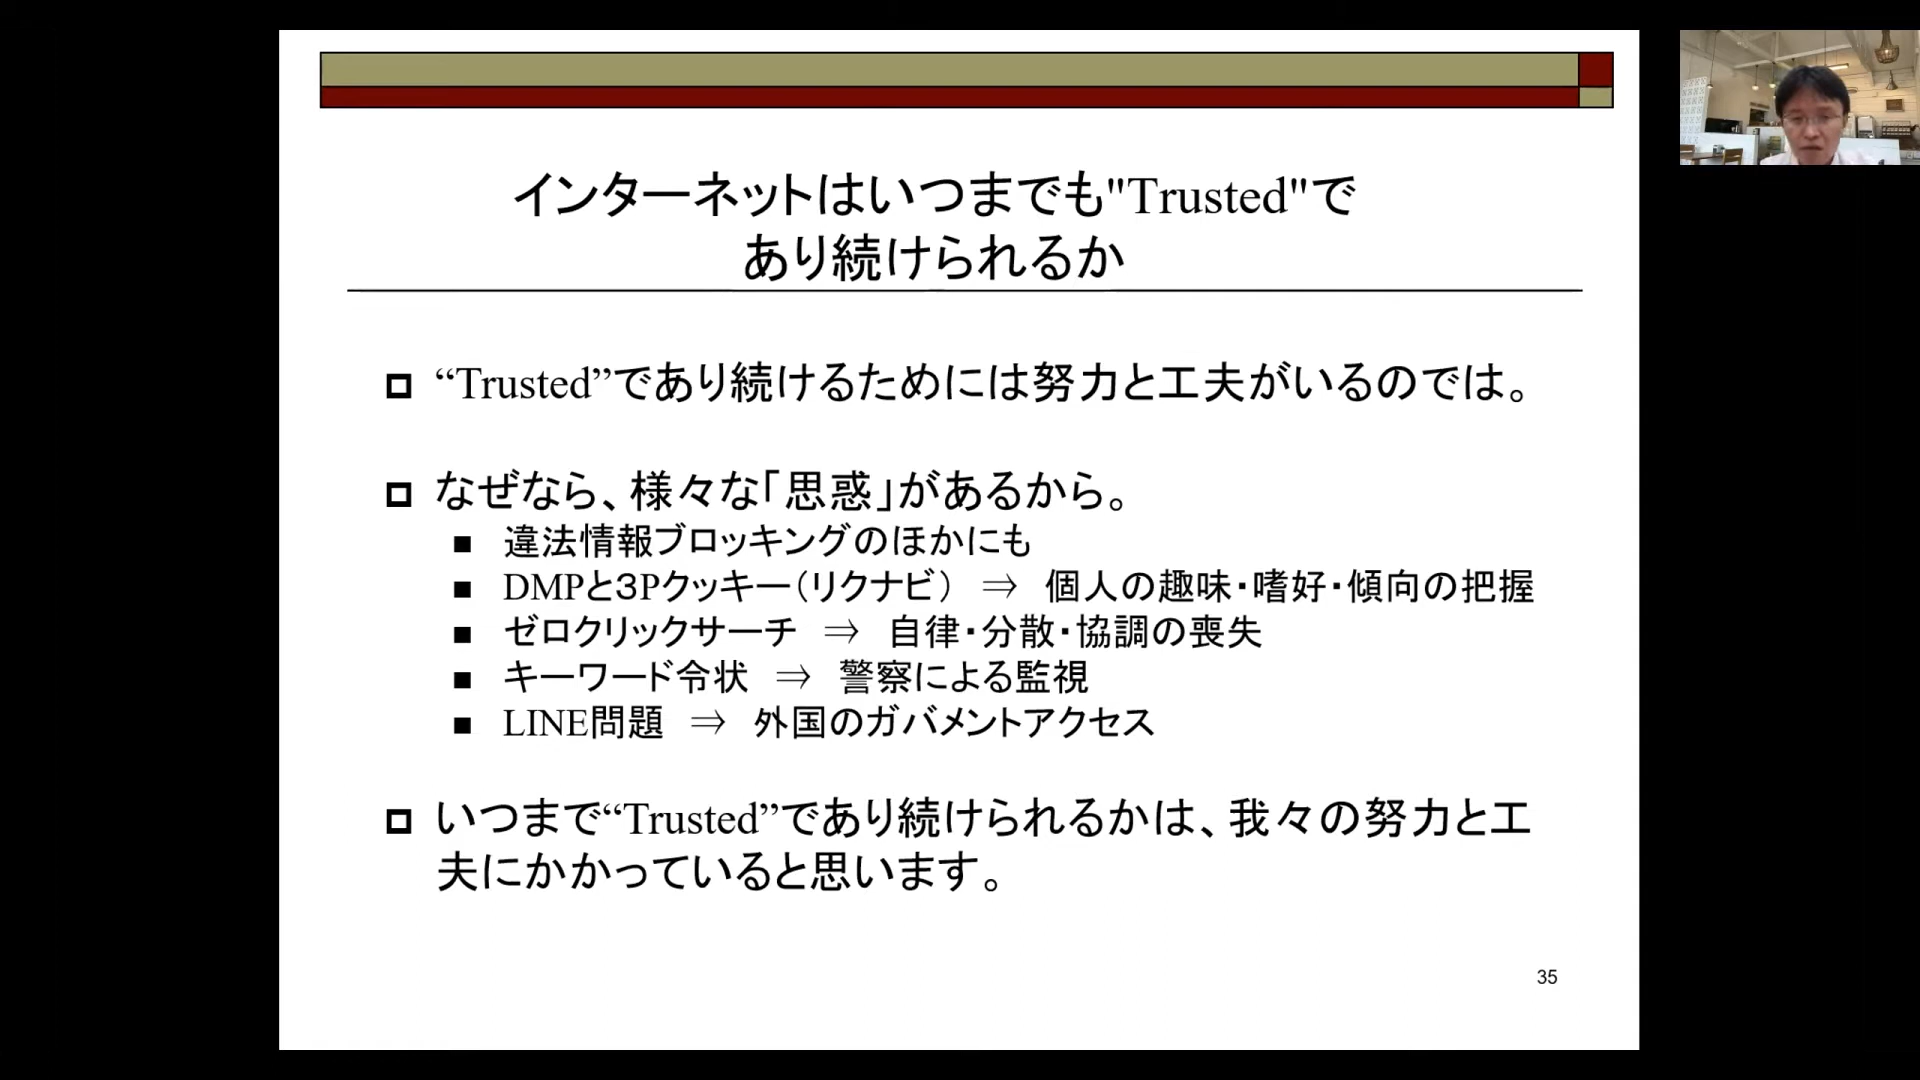 インターネットはいつまでも"Trusted"で
あり続けられるか
“Trusted”であり続けるためには努力と工夫がいるのでは。
なぜなら、様々な「思惑」があるから。
違法情報ブロッキングのほかにも
DMPと３Pクッキー（リクナビ） ⇒ 個人の趣味・嗜好・傾向の把握
ゼロクリックサーチ ⇒ 自律・分散・協調の喪失
キーワード令状 ⇒ 警察による監視
LINE問題 ⇒ 外国のガバメントアクセス
いつまで“Trusted”であり続けられるかは、我々の努力と工
夫にかかっていると思います。
35